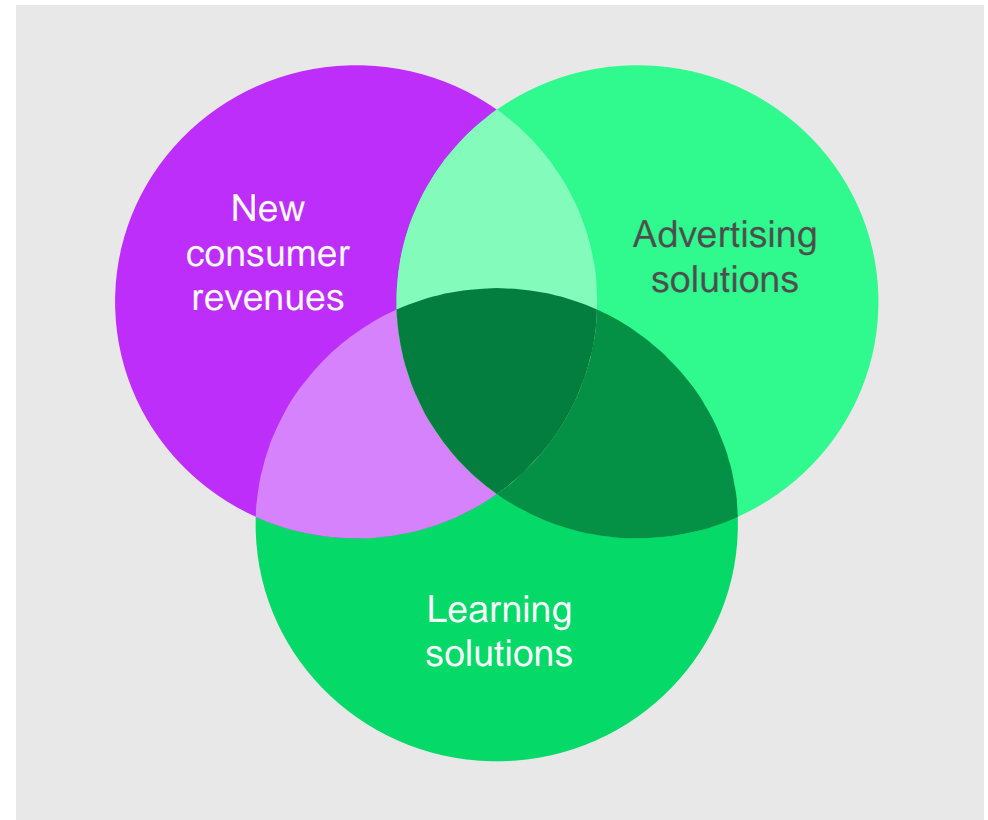 New
consumer
revenues
Advertising
solutions
Learning
solutions